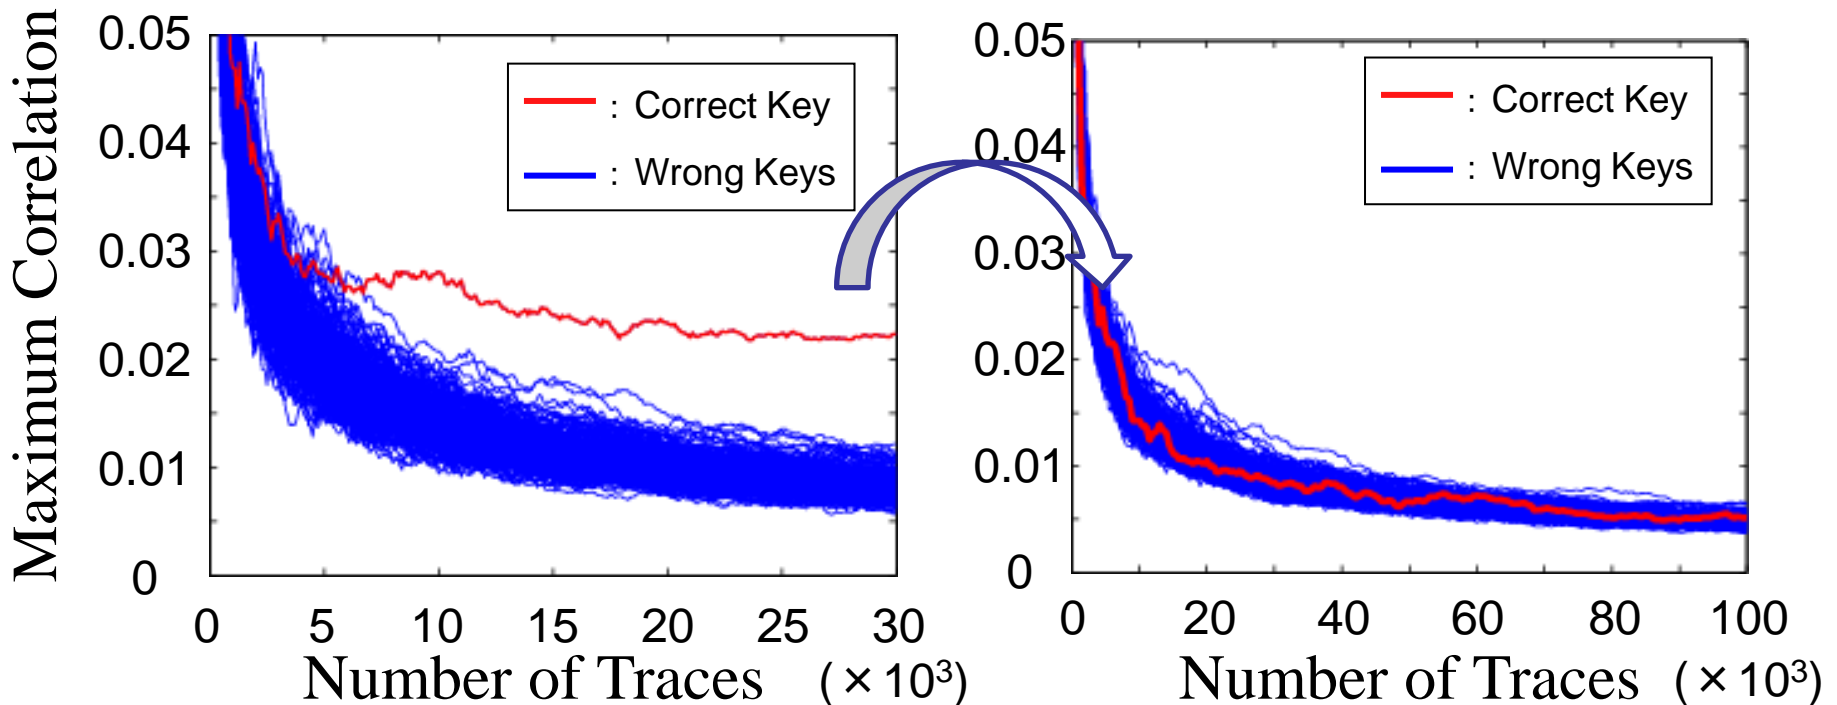 Maximum Correlation
0.05
0.04
0.03
0.02
0.01
0
0 5 10 15 20 25 30
Number of Traces (×10³)
: Correct Key
: Wrong Keys
0.05
0.04
0.03
0.02
0.01
0
0 20 40 60 80 100
Number of Traces (×10³)
: Correct Key
: Wrong Keys